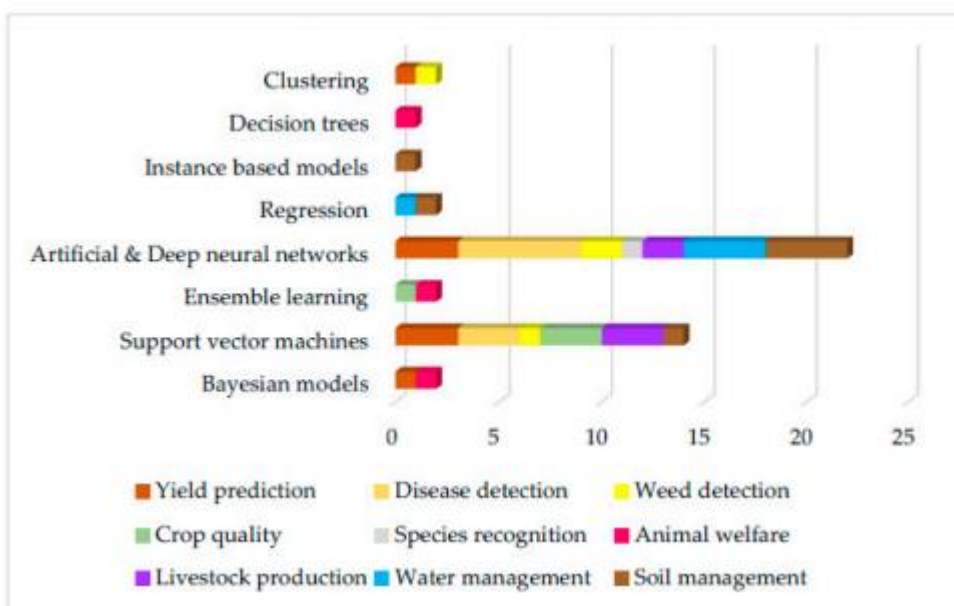 Clustering
Decision trees
Instance based models
Regression
Artificial & Deep neural networks
Ensemble learning
Support vector machines
Bayesian models
0 5 10 15 20 25
Yield prediction Disease detection Weed detection
Crop quality Species recognition Animal welfare
Livestock production Water management Soil management